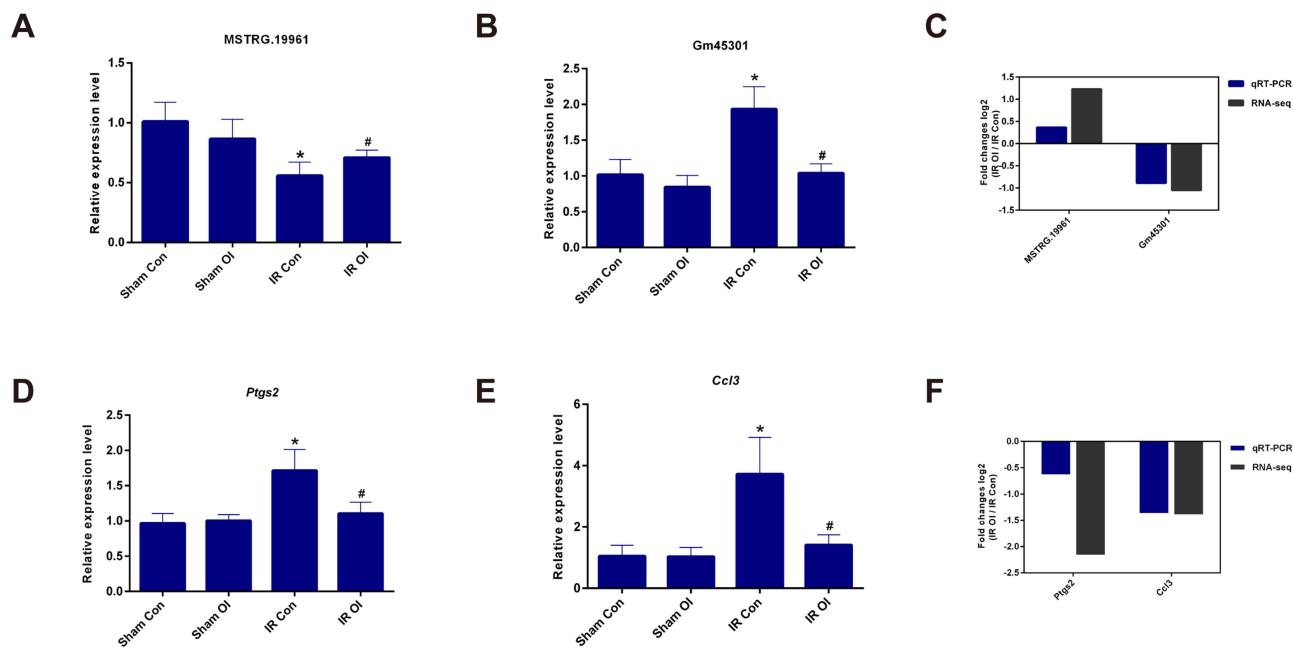 A
MSTRG.19961
Relative expression level
1.5
1.0
0.5
0.0
*
#
Sham Con
Sham OI
IR Con
IR OI
B
Gm45301
Relative expression level
2.5
2.0
1.5
1.0
0.5
0.0
*
#
Sham Con
Sham OI
IR Con
IR OI
C
Fold changes log2
(IR OI / IR Con)
1.5
1.0
0.5
0.0
-0.5
-1.0
-1.5
MSTRG.19961
Gm45301
qRT-PCR
RNA-seq
D
Ptgs2
Relative expression level
2.5
2.0
1.5
1.0
0.5
0.0
*
#
Sham Con
Sham OI
IR Con
IR OI
E
Ccl3
Relative expression level
6
4
2
0
*
#
Sham Con
Sham OI
IR Con
IR OI
F
Fold changes log2
(IR OI / IR Con)
0.0
-0.5
-1.0
-1.5
-2.0
-2.5
Ptgs2
Ccl3
qRT-PCR
RNA-seq